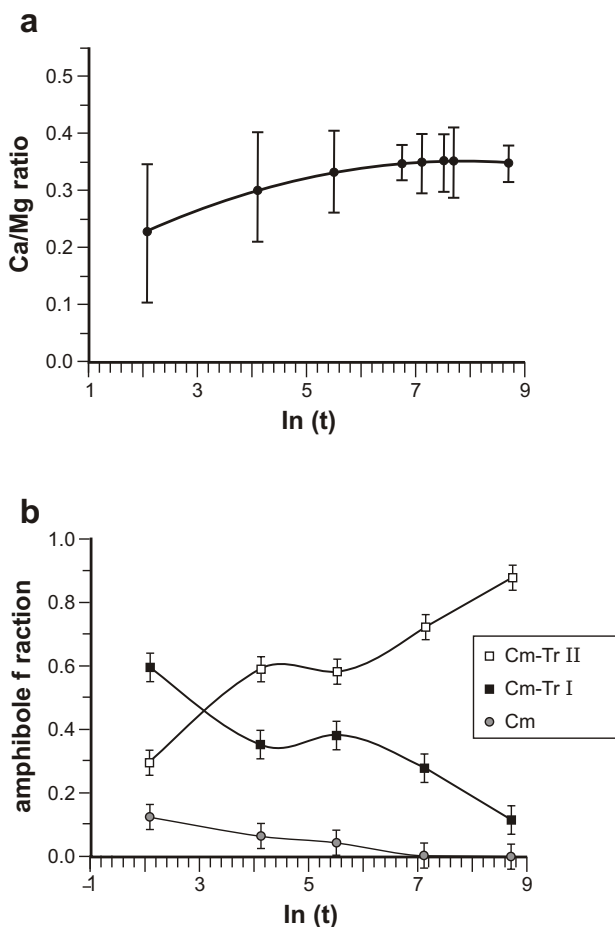 a
Ca/Mg ratio
0.5
0.4
0.3
0.2
0.1
0.0
1 3 5 7 9
ln (t)
b
amphibole f raction
1.0
0.8
0.6
0.4
0.2
0.0
Cm-Tr II
Cm-Tr I
Cm
1 3 5 7 9
ln (t)